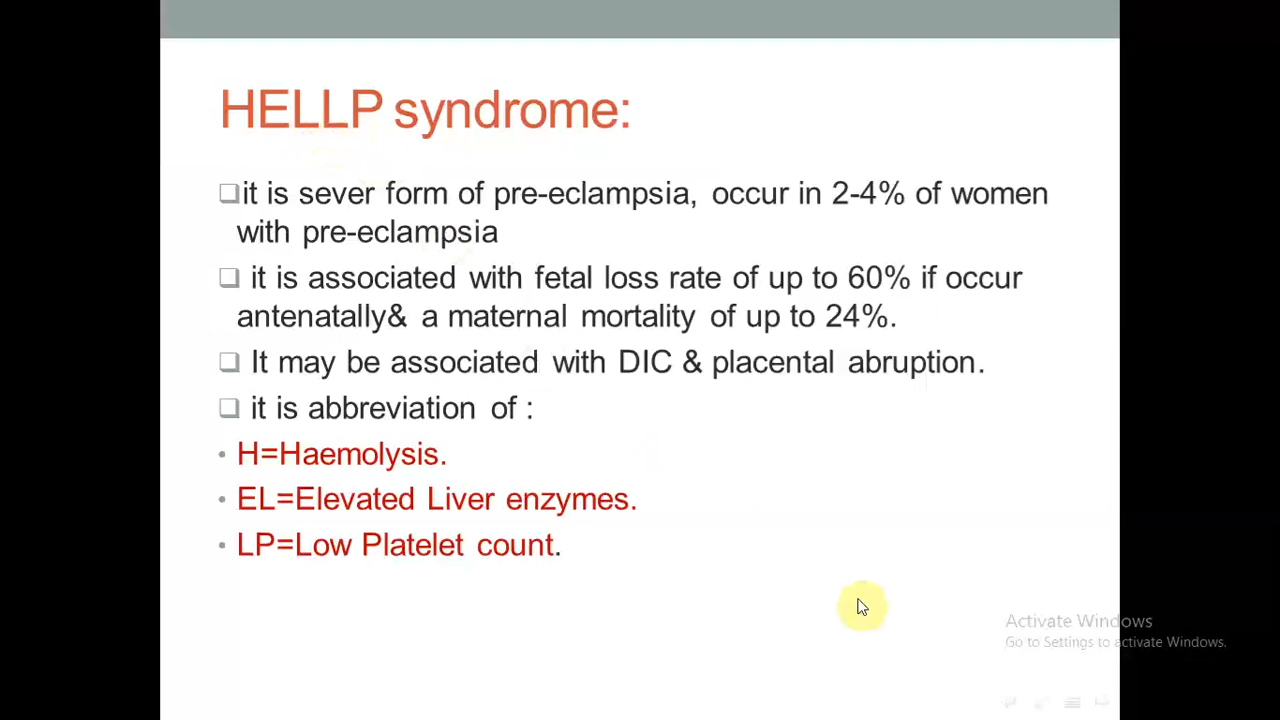 HELLP syndrome:
it is sever form of pre-eclampsia, occur in 2-4% of women
with pre-eclampsia
it is associated with fetal loss rate of up to 60% if occur
antenatally& a maternal mortality of up to 24%.
It may be associated with DIC & placental abruption.
it is abbreviation of :
• H=Haemolysis.
• EL=Elevated Liver enzymes.
• LP=Low Platelet count.
Activate Windows
Go to Settings to activate Windows.